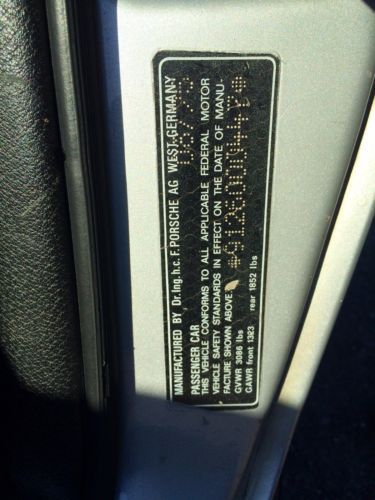 MANUFACTURED BY Dr.Ing.h.c.F.PORSCHE AG WEST-GERMANY
PASSENGER CAR
THIS VEHICLE CONFORMS TO ALL APPLICABLE FEDERAL MOTOR
VEHICLE SAFETY STANDARDS IN EFFECT ON THE DATE OF MANU-
FACTURE SHOWN ABOVE
*9126000447*
GVWR 3086 lbs
GAWR front 1323 rear 1852 lbs